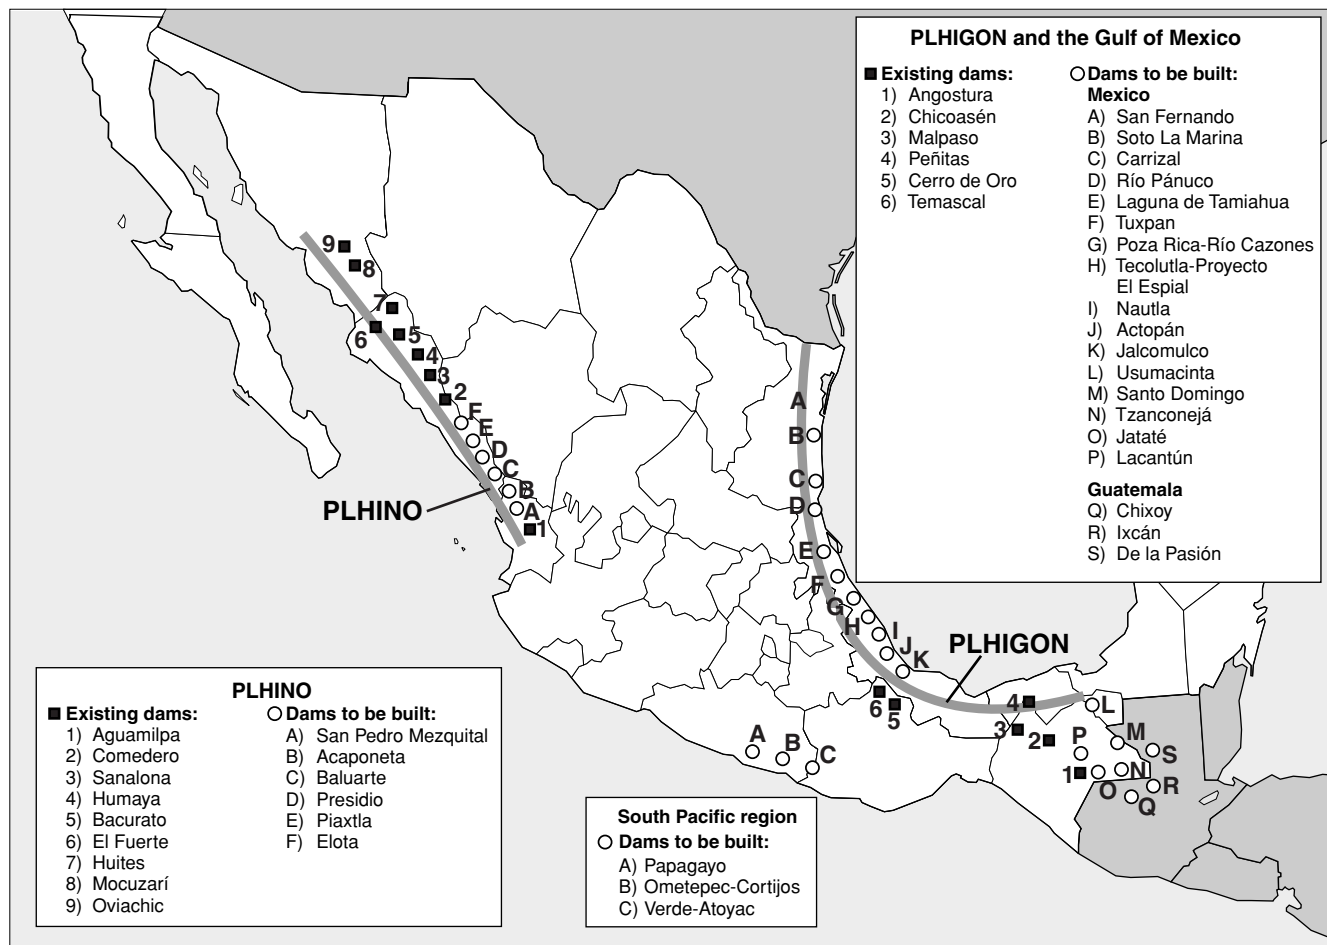 PLHIGON and the Gulf of Mexico
Existing dams:
1) Angostura
2) Chicoasén
3) Malpaso
4) Peñitas
5) Cerro de Oro
6) Temascal
Dams to be built:
Mexico
A) San Fernando
B) Soto La Marina
C) Carrizal
D) Río Pánuco
E) Laguna de Tamiahua
F) Tuxpan
G) Poza Rica-Río Cazones
H) Tecolutla-Proyecto
El Espial
I) Nautla
J) Actopán
K) Jalcomulco
L) Usumacinta
M) Santo Domingo
N) Tzanconejá
O) Jataté
P) Lacantún
Guatemala
Q) Chixoy
R) Ixcán
S) De la Pasión
9
8
7
6
5
4
3
2
F
E
D
C
B
A
1
PLHINO
A
B
C
D
E
F
G
H
I
J
K
PLHIGON
6
5
4
3
2
1
L
M
N
O
P
Q
R
S
A
B
C
PLHINO
Existing dams:
1) Aguamilpa
2) Comedero
3) Sanalona
4) Humaya
5) Bacurato
6) El Fuerte
7) Huites
8) Mocuzarí
9) Oviachic
Dams to be built:
A) San Pedro Mezquital
B) Acaponeta
C) Baluarte
D) Presidio
E) Piaxtla
F) Elota
South Pacific region
Dams to be built:
A) Papagayo
B) Ometepec-Cortijos
C) Verde-Atoyac